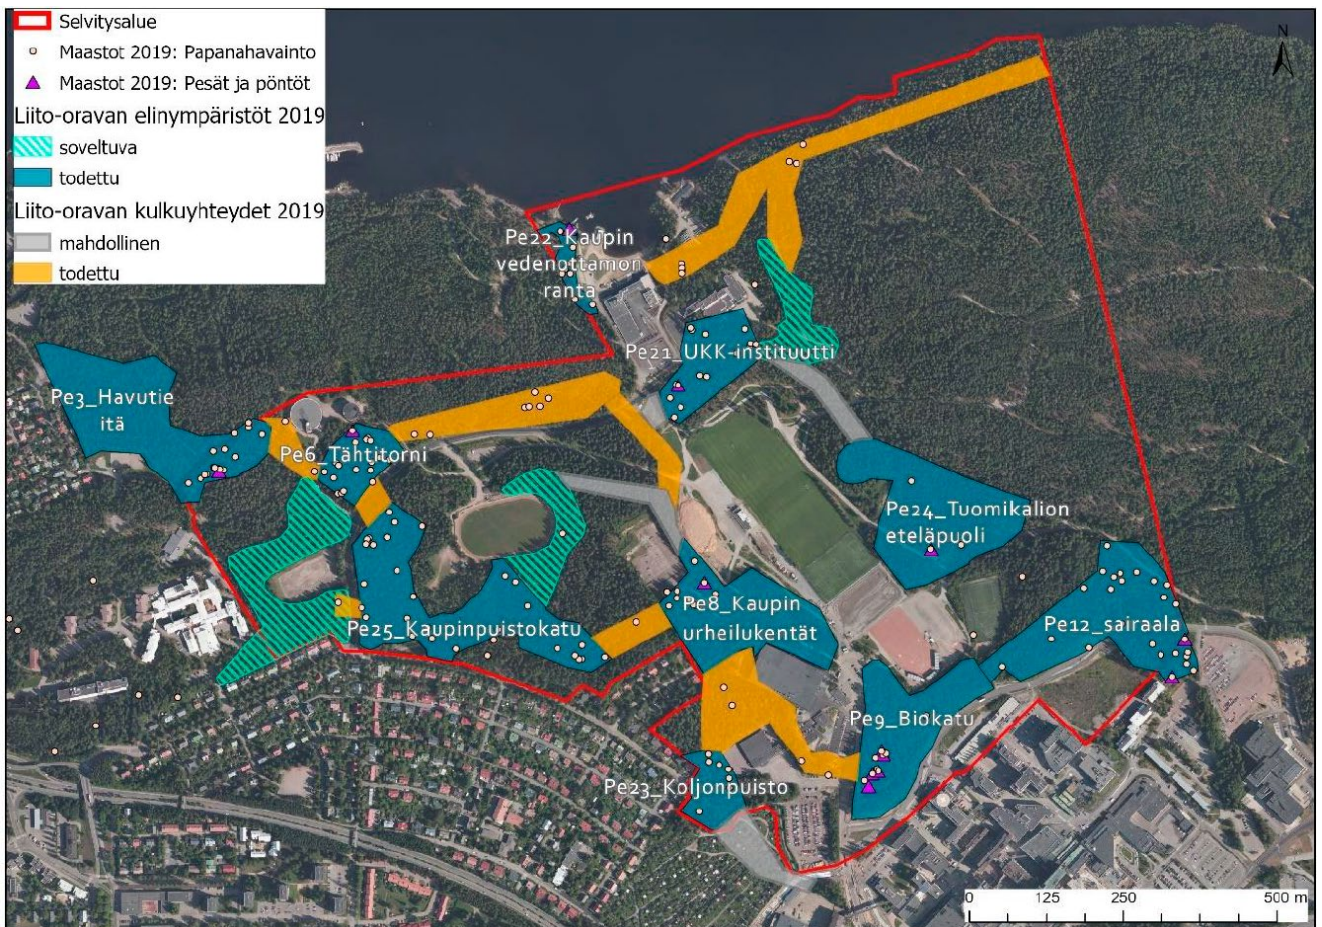 Selvitysalue
Maastot 2019: Papanahavainto
Maastot 2019: Pesät ja pöntöt
Liito-oravan elinympäristöt 2019
soveltuva
todettu
Liito-oravan kulkuyhteydet 2019
mahdollinen
todettu
N
Pe22_Kaupin
vedenottamon
ranta
Pe21_UKK-instituutti
Pe3_Havutie
itä
Pe6_Tähtitorni
Pe24_Tuomikallion
eteläpuoli
Pe8_Kaupin
urheilukentät
Pe25_Kaupinpuistokatu
Pe12_sairaala
Pe9_Biokatu
Pe23_Koljonpuisto
0 125 250 500 m